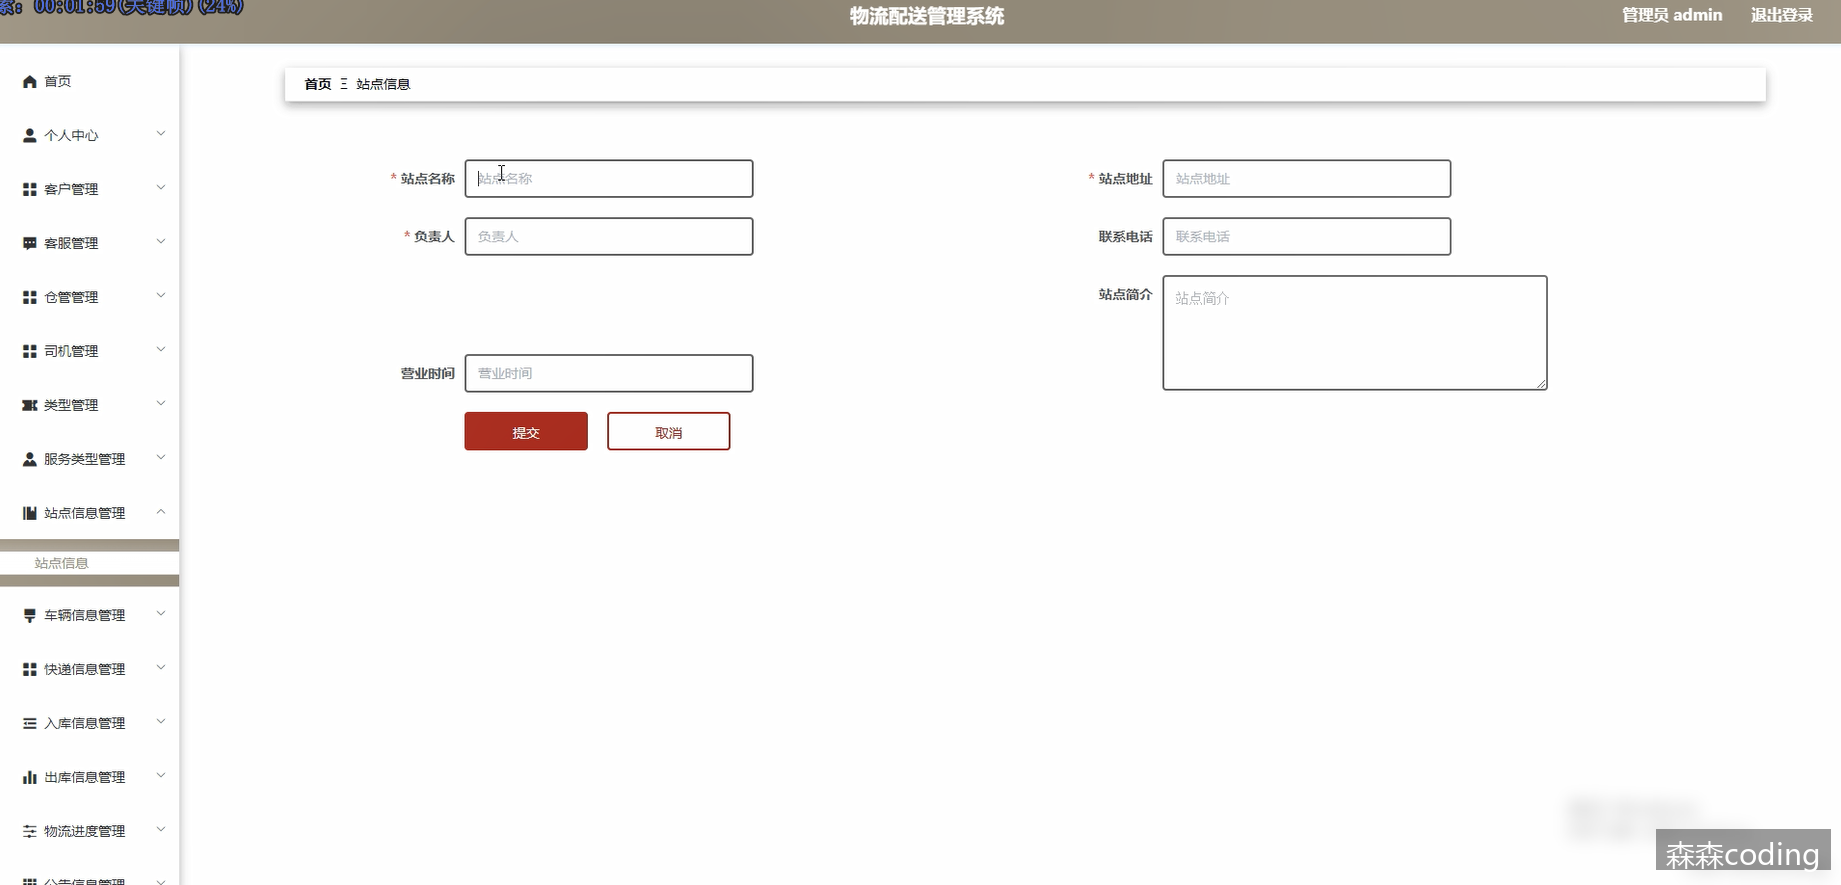 索: 00:01:59(关键帧)(24%)
物流配送管理系统
管理员 admin
退出登录
首页
个人中心
客户管理
客服管理
仓管管理
司机管理
类型管理
服务类型管理
站点信息管理
站点信息
车辆信息管理
快递信息管理
入库信息管理
出库信息管理
物流进度管理
公告信息管理
首页 Ξ 站点信息
* 站点名称 站点名称
* 站点地址 站点地址
* 负责人 负责人
联系电话 联系电话
站点简介 站点简介
营业时间 营业时间
提交
取消
森森coding